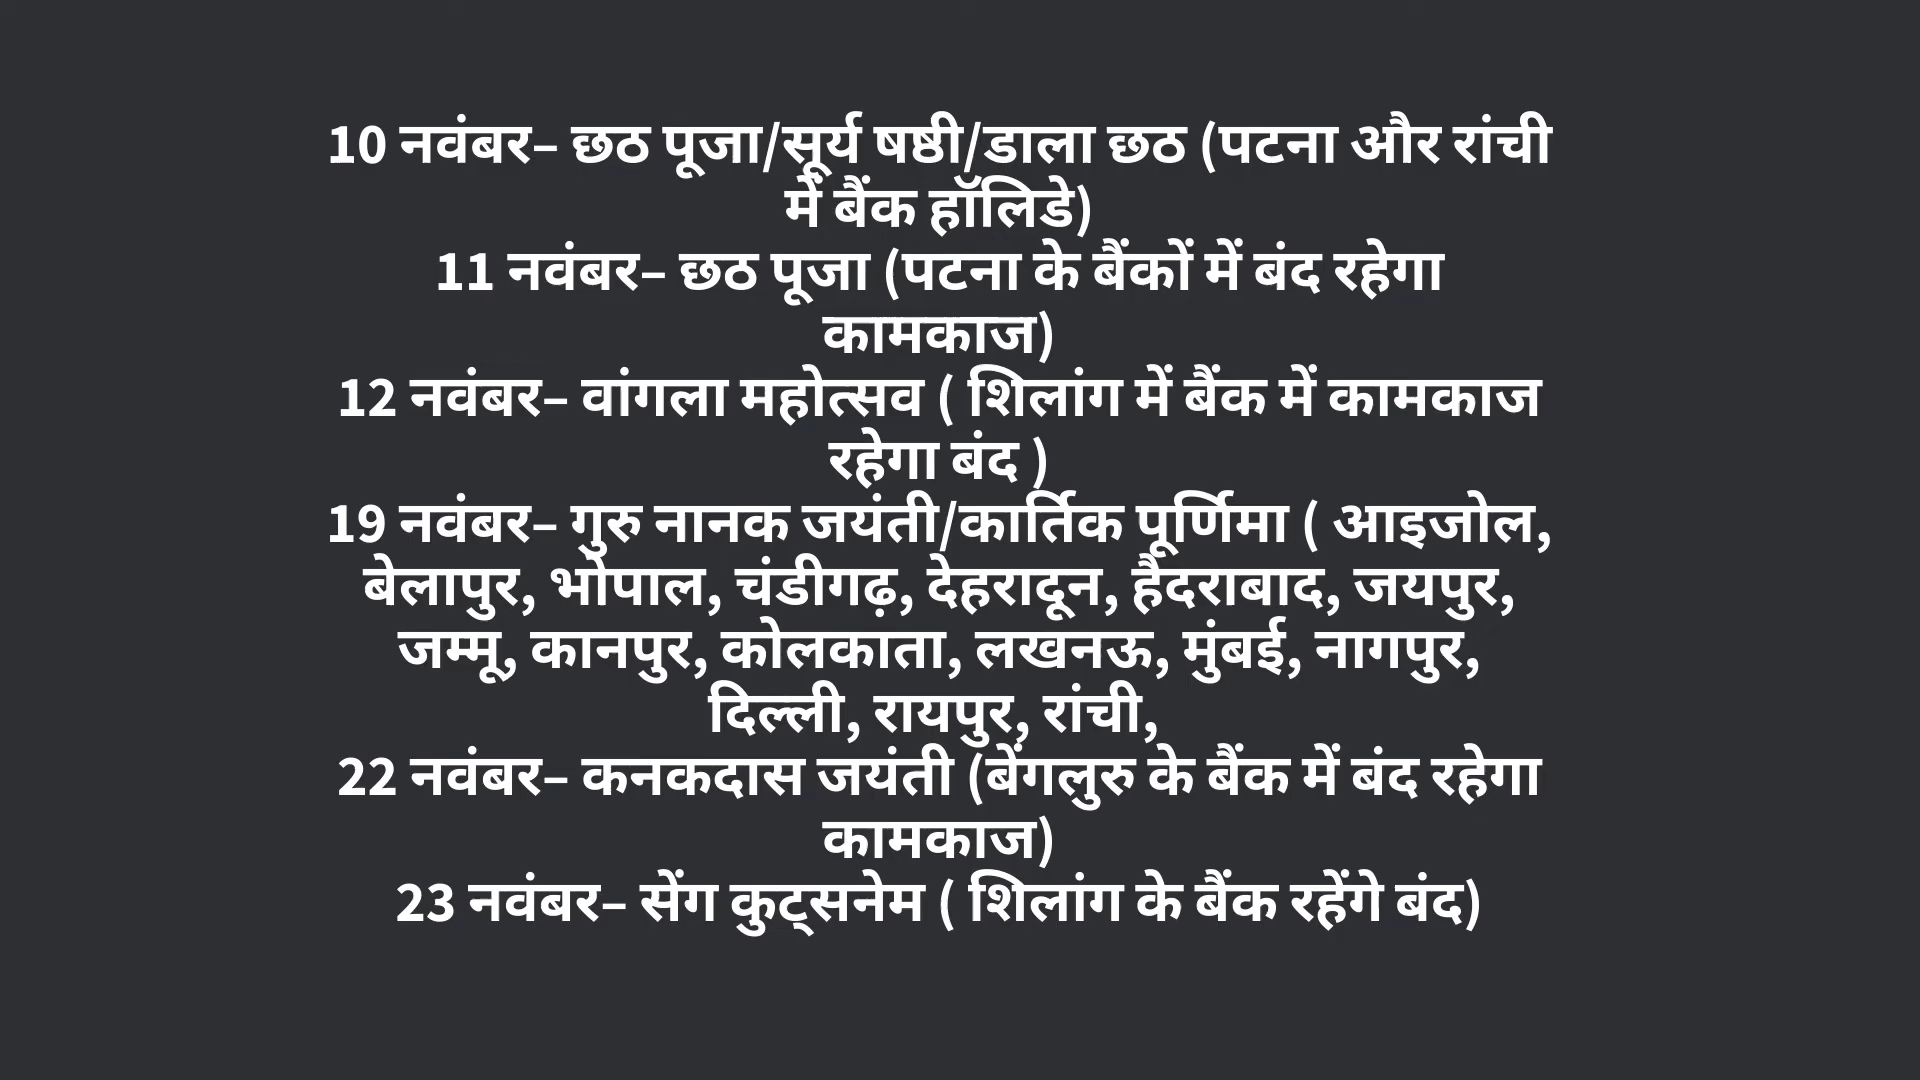 10 नवंबर– छठ पूजा/सूर्य षष्ठी/डाला छठ (पटना और रांची
में बैंक हॉलिडे)
11 नवंबर– छठ पूजा (पटना के बैंकों में बंद रहेगा
कामकाज)
12 नवंबर– वांगला महोत्सव ( शिलांग में बैंक में कामकाज
रहेगा बंद )
19 नवंबर– गुरु नानक जयंती/कार्तिक पूर्णिमा ( आइजोल,
बेलापुर, भोपाल, चंडीगढ़, देहरादून, हैदराबाद, जयपुर,
जम्मू, कानपुर, कोलकाता, लखनऊ, मुंबई, नागपुर,
दिल्ली, रायपुर, रांची,
22 नवंबर– कनकदास जयंती (बेंगलुरु के बैंक में बंद रहेगा
कामकाज)
23 नवंबर– सेंग कुट्सनेम ( शिलांग के बैंक रहेंगे बंद)